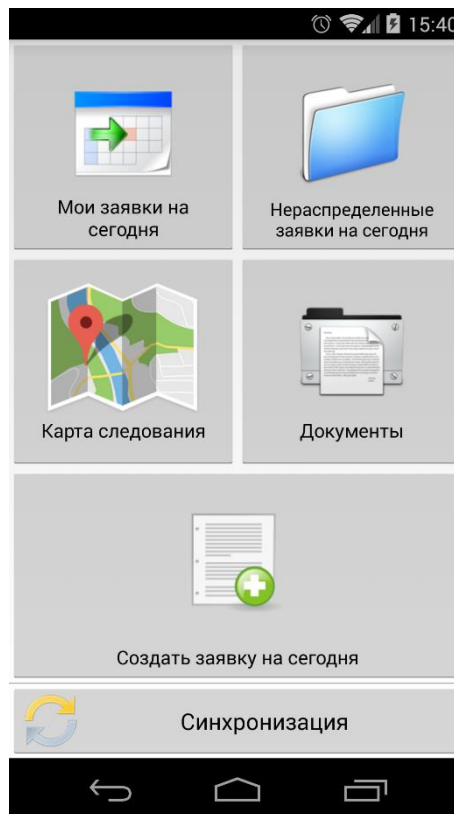 15:40
Мои заявки на
сегодня
Нераспределенные
заявки на сегодня
Карта следования
Документы
Создать заявку на сегодня
Синхронизация